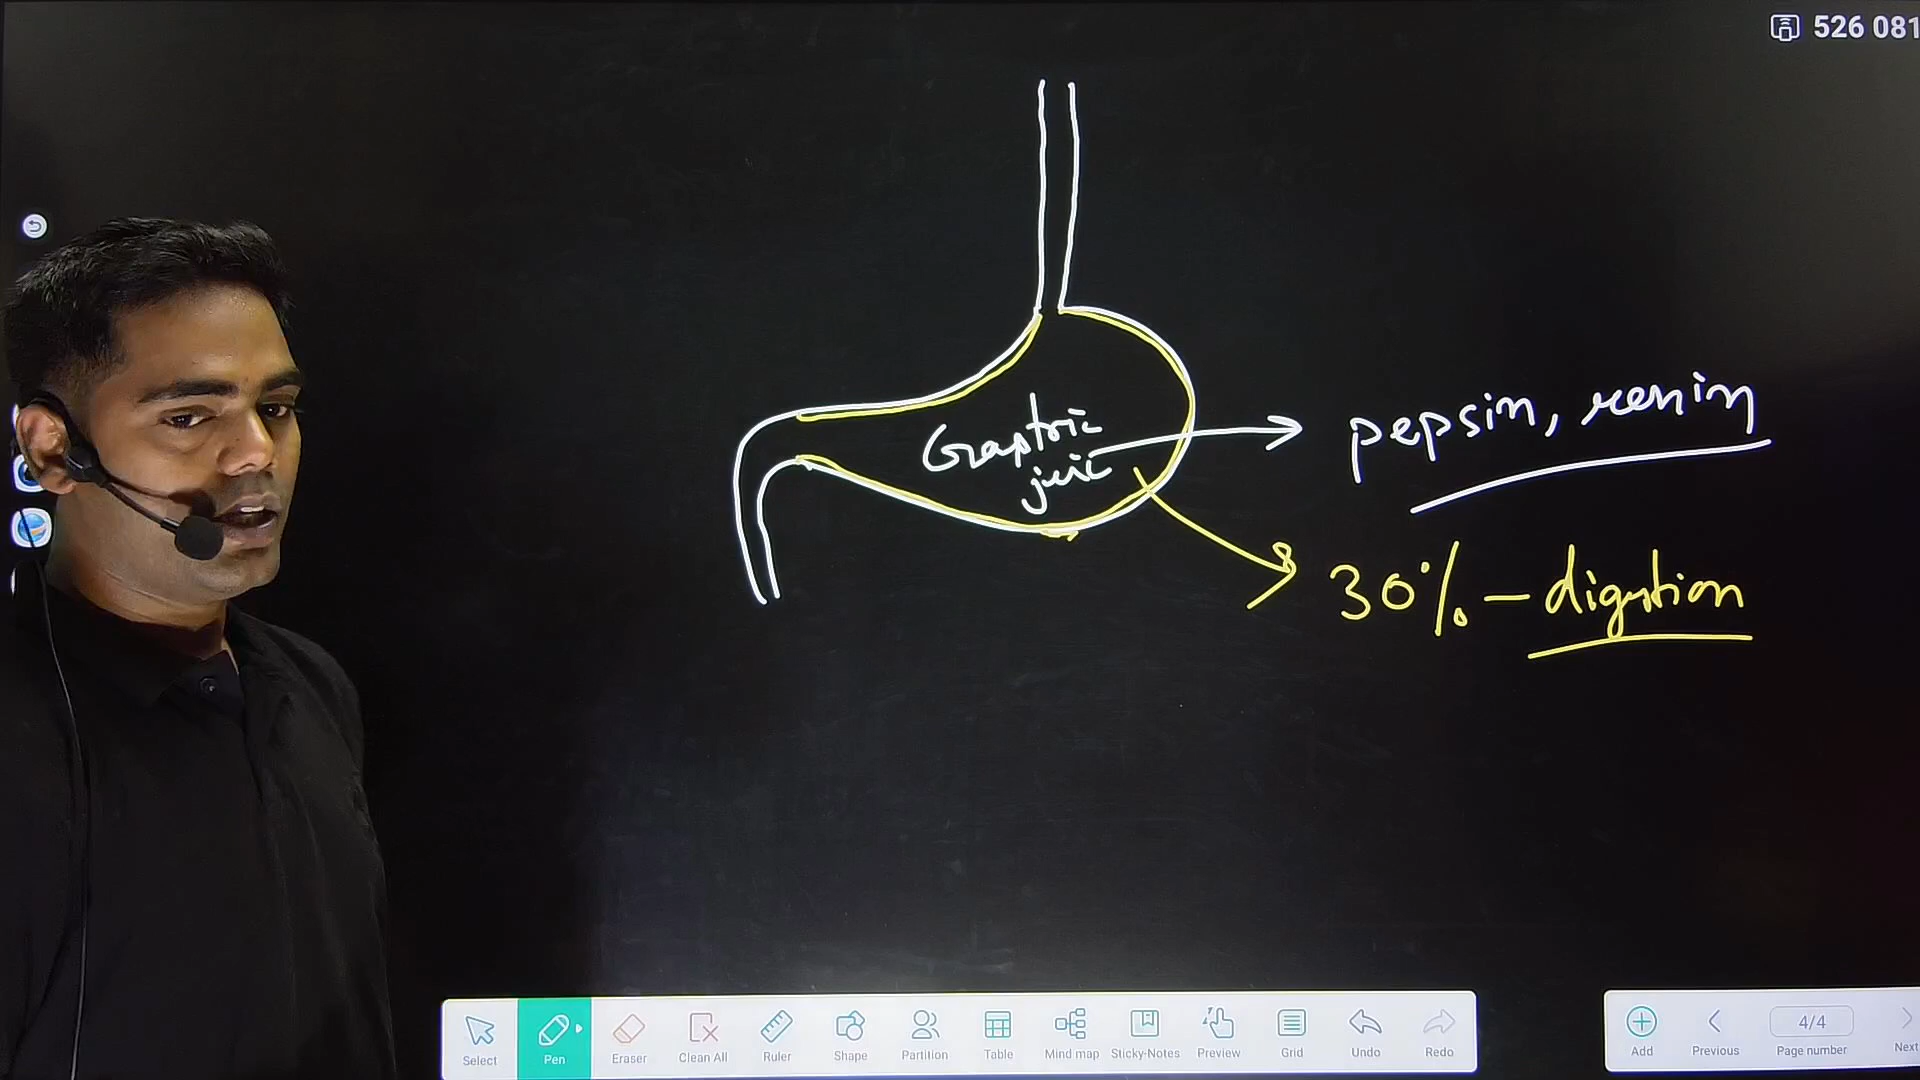 526 081
Graptric
juic
pepsin, renin
30% - digstion
Select
Pen
Eraser
Clean All
Ruler
Shape
Partition
Table
Mind map
Sticky-Notes
Preview
Grid
Undo
Redo
Add
Previous
4/4
Page number
Next